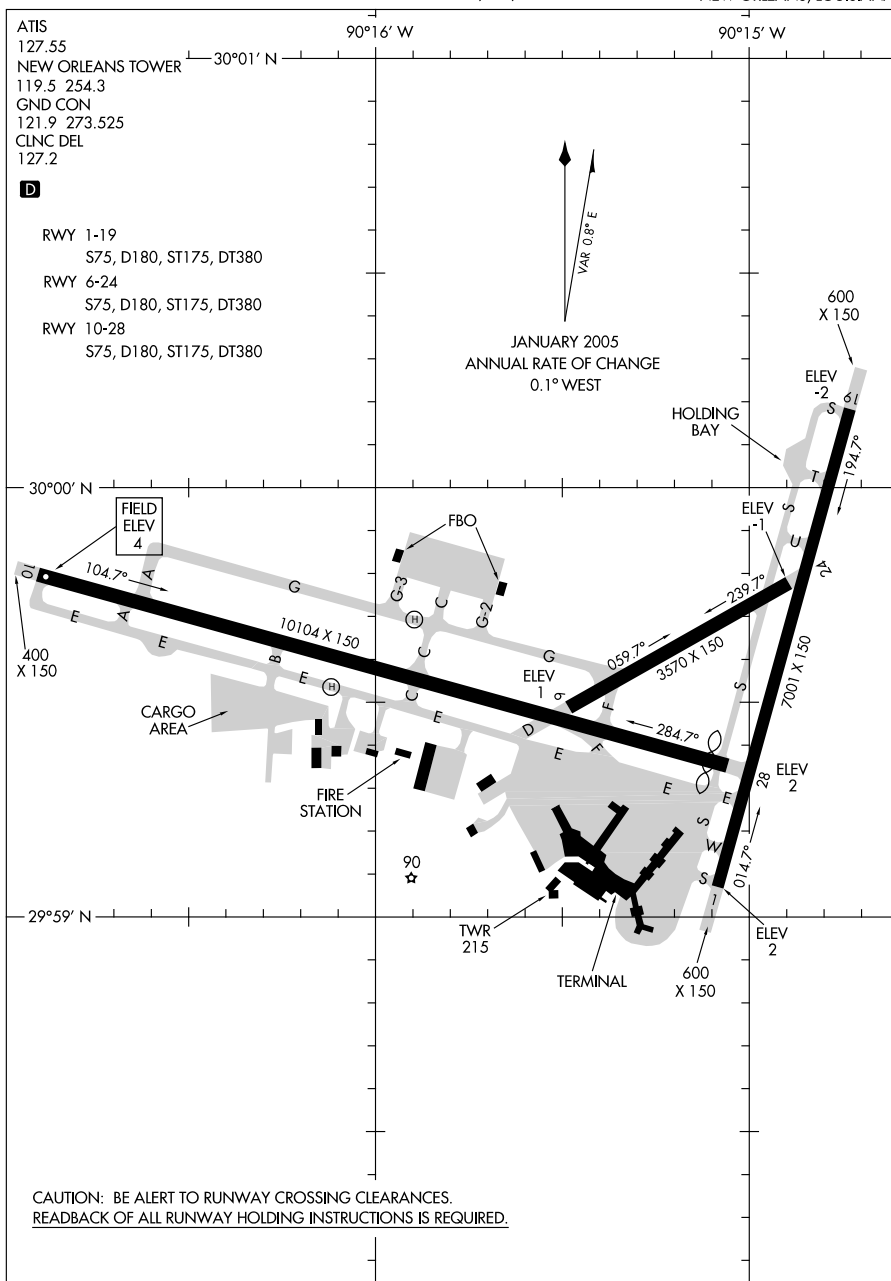 ATIS
127.55
NEW ORLEANS TOWER
119.5 254.3
GND CON
121.9 273.525
CLNC DEL
127.2
D
RWY 1-19
S75, D180, ST175, DT380
RWY 6-24
S75, D180, ST175, DT380
RWY 10-28
S75, D180, ST175, DT380
90°16' W
90°15' W
30°01' N
VAR 0.8° E
JANUARY 2005
ANNUAL RATE OF CHANGE
0.1° WEST
600
X 150
ELEV
-2
19
S
HOLDING
BAY
194.7°
T
30°00' N
S
U
24
ELEV
-1
FIELD
ELEV
4
FBO
10
104.7°
A
G
G-3
C
G-2
H
239.7°
E
A
E
10104 X 150
400
X 150
B
E
H
C
C
G
059.7°
3570 X 150
7001 X 150
S
ELEV
1
6
F
CARGO
AREA
E
D
E
F
284.7°
E
E
28
ELEV
2
FIRE
STATION
S
W
S
014.7°
1
90
29°59' N
TWR
215
TERMINAL
600
X 150
ELEV
2
CAUTION: BE ALERT TO RUNWAY CROSSING CLEARANCES.
READBACK OF ALL RUNWAY HOLDING INSTRUCTIONS IS REQUIRED.